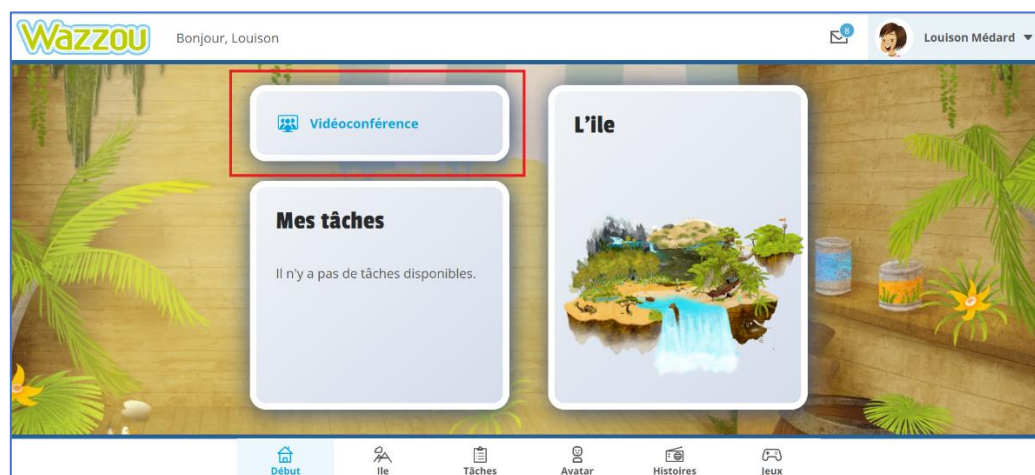 Wazzou
Bonjour, Louison
8
Louison Médard
Vidéoconférence
L'ile
Mes tâches
Il n'y a pas de tâches disponibles.
Début
Ile
Tâches
Avatar
Histoires
Jeux